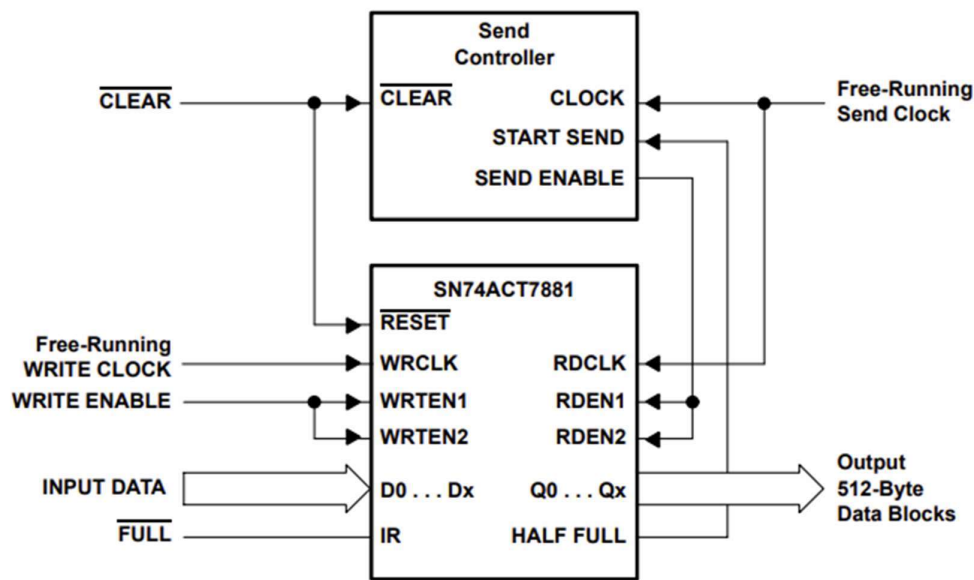 Send
Controller
CLEAR
CLEAR
CLOCK
Free-Running
Send Clock
START SEND
SEND ENABLE
SN74ACT7881
RESET
Free-Running
WRITE CLOCK
WRCLK
RDCLK
WRITE ENABLE
WRTEN1
RDEN1
WRTEN2
RDEN2
INPUT DATA
D0 . . . Dx
Q0 . . . Qx
Output
512-Byte
Data Blocks
FULL
IR
HALF FULL